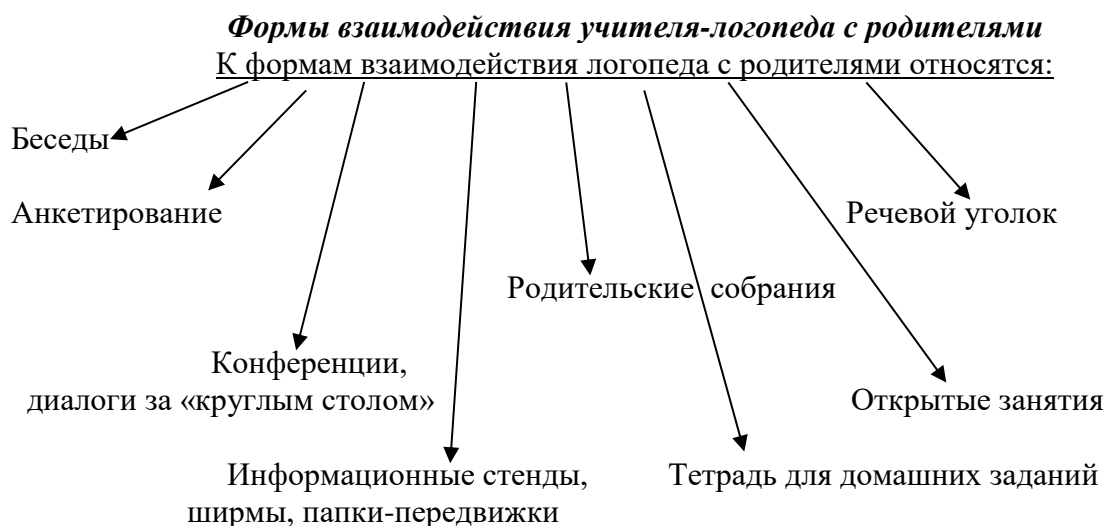 Формы взаимодействия учителя-логопеда с родителями
К формам взаимодействия логопеда с родителями относятся:
Беседы
Анкетирование
Речевой уголок
Родительские собрания
Конференции,
диалоги за «круглым столом»
Открытые занятия
Информационные стенды,
ширмы, папки-передвижки
Тетрадь для домашних заданий